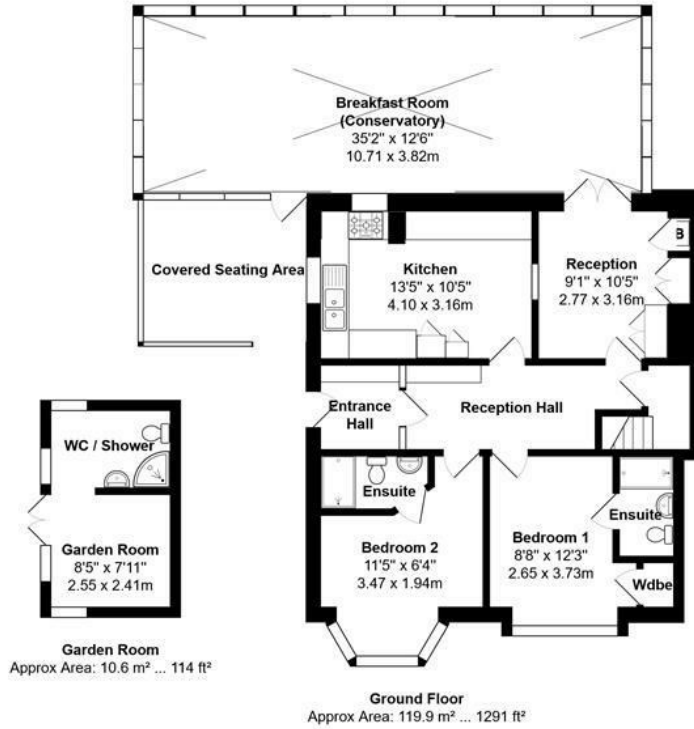 Breakfast Room
(Conservatory)
35'2" x 12'6"
10.71 x 3.82m
Covered Seating Area
Kitchen
13'5" x 10'5"
4.10 x 3.16m
Reception
9'1" x 10'5"
2.77 x 3.16m
B
Entrance
Hall
Reception Hall
WC / Shower
Garden Room
8'5" x 7'11"
2.55 x 2.41m
Ensuite
Bedroom 2
11'5" x 6'4"
3.47 x 1.94m
Bedroom 1
8'8" x 12'3"
2.65 x 3.73m
Ensuite
Wdbe
Garden Room
Approx Area: 10.6 m² ... 114 ft²
Ground Floor
Approx Area: 119.9 m² ... 1291 ft²